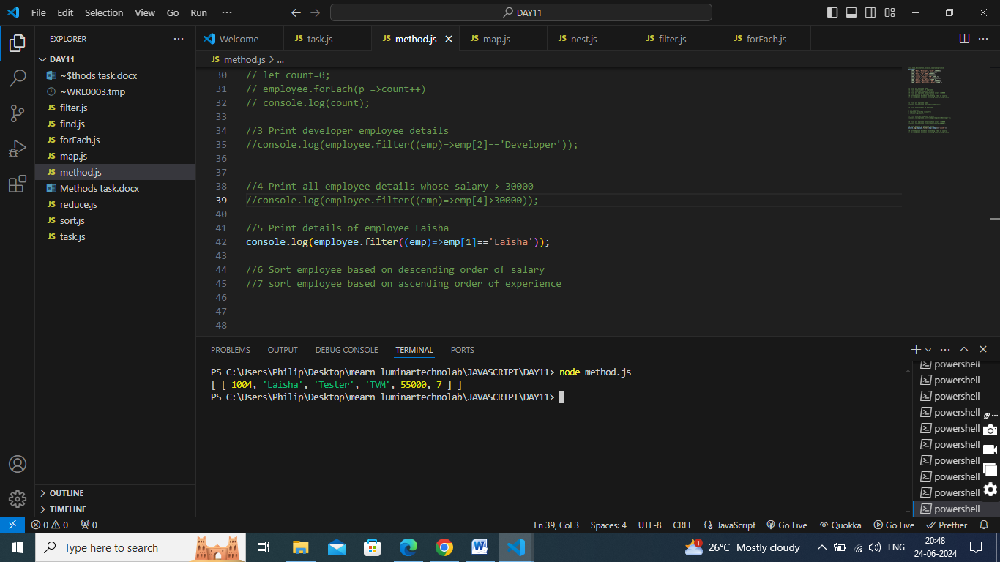 File Edit Selection View Go Run ··· DAY11
EXPLORER ···
DAY11
~$thods task.docx
~WRL0003.tmp
JS filter.js
JS find.js
JS forEach.js
JS map.js
JS method.js
Methods task.docx
JS reduce.js
JS sort.js
JS task.js
OUTLINE
TIMELINE
Welcome JS task.js JS method.js JS map.js JS nest.js JS filter.js JS forEach.js
JS method.js > ...
30 // let count=0;
31 // employee.forEach(p =>count++)
32 // console.log(count);
33
34 //3 Print developer employee details
35 //console.log(employee.filter((emp)=>emp[2]=='Developer'));
36
37
38 //4 Print all employee details whose salary > 30000
39 //console.log(employee.filter((emp)=>emp[4]>30000));
40
41 //5 Print details of employee Laisha
42 console.log(employee.filter((emp)=>emp[1]=='Laisha'));
43
44 //6 Sort employee based on descending order of salary
45 //7 sort employee based on ascending order of experience
46
47
48
PROBLEMS OUTPUT DEBUG CONSOLE TERMINAL PORTS
PS C:\Users\Philip\Desktop\mearn luminartechnolab\JAVASCRIPT\DAY11> node method.js
[ [ 1004, 'Laisha', 'Tester', 'TVM', 55000, 7 ] ]
PS C:\Users\Philip\Desktop\mearn luminartechnolab\JAVASCRIPT\DAY11>
powershell
powershell
powershell
powershell
powershell
powershell
powershell
powershell
powershell
powershell
0 0 0 Ln 39, Col 3 Spaces: 4 UTF-8 CRLF JavaScript Go Live Quokka Go Live Prettier
Type here to search 1 26°C Mostly cloudy ENG 20:48
24-06-2024